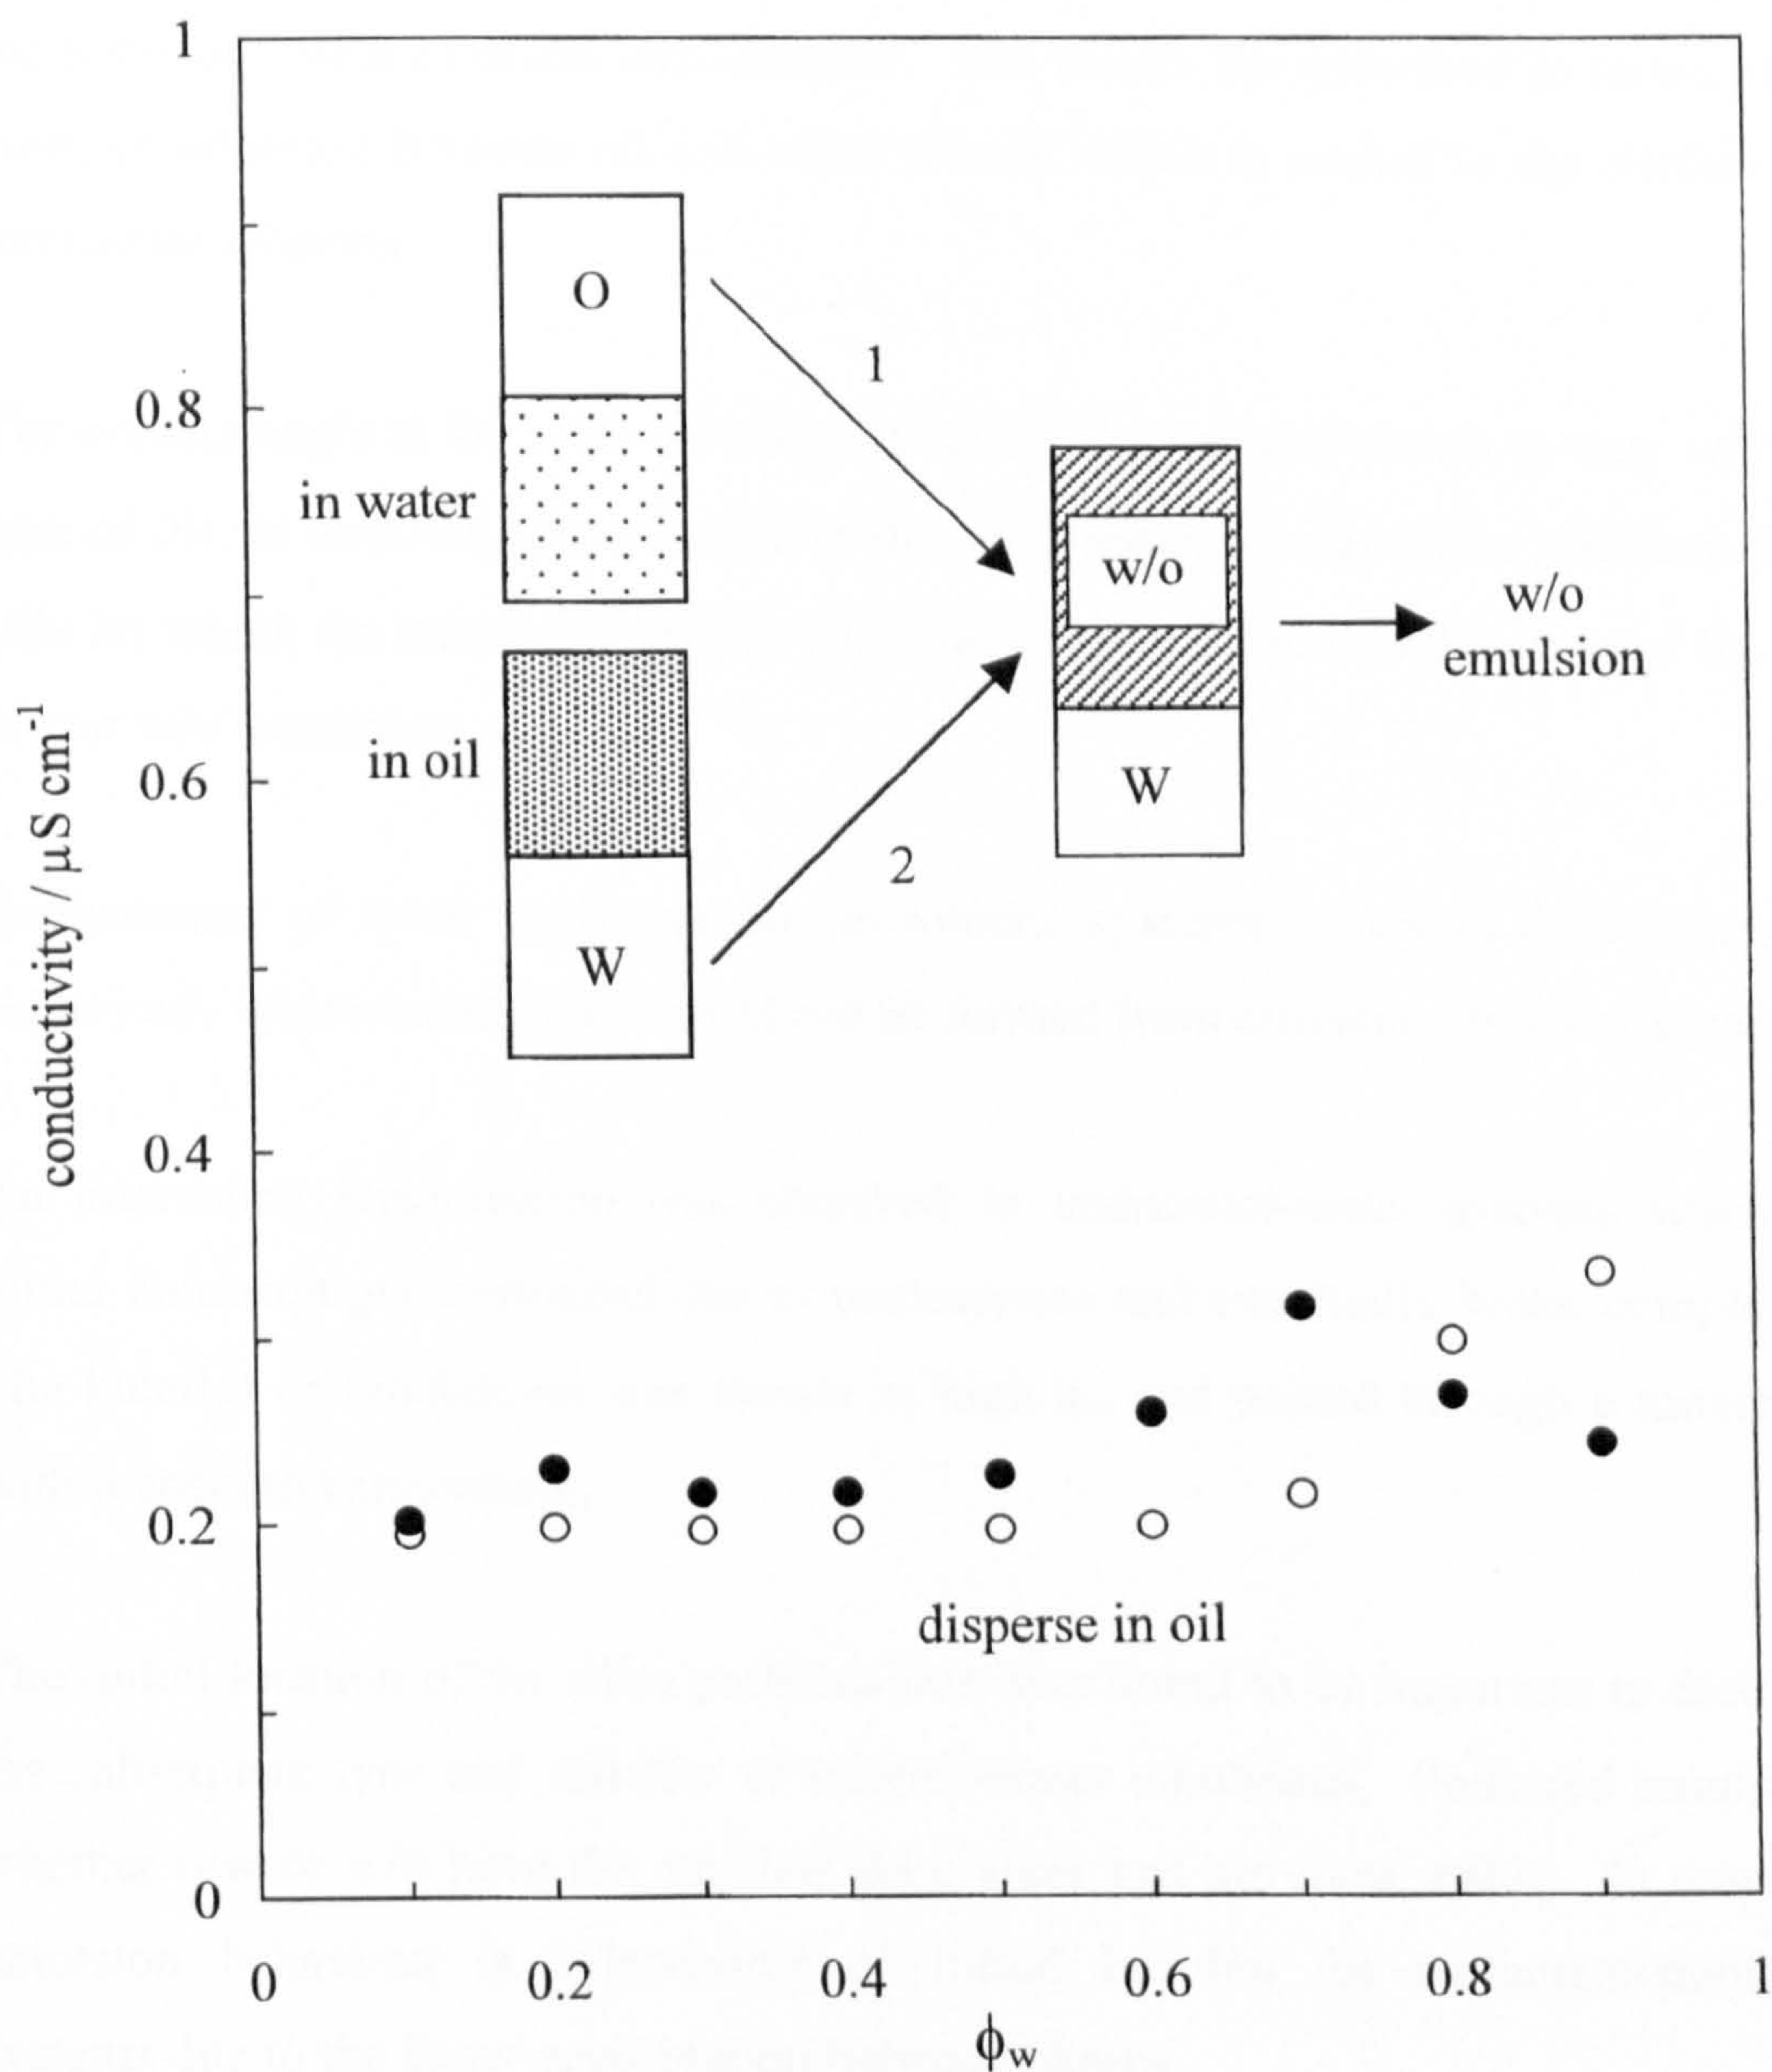 1
0.8
0.6
0.4
0.2
0
conductivity / µS cm⁻¹
O
in water
in oil
W
1
2
w/o
W
w/o
emulsion
disperse in oil
0
0.2
0.4
0.6
0.8
1
ϕw